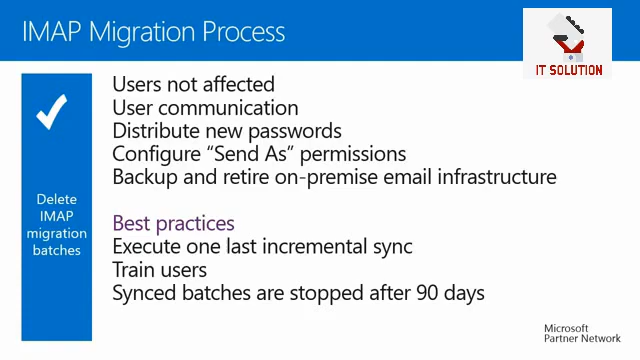 IMAP Migration Process
IT SOLUTION
Users not affected
User communication
Distribute new passwords
Configure “Send As” permissions
Backup and retire on-premise email infrastructure
Delete
IMAP
migration
batches
Best practices
Execute one last incremental sync
Train users
Synced batches are stopped after 90 days
Microsoft
Partner Network